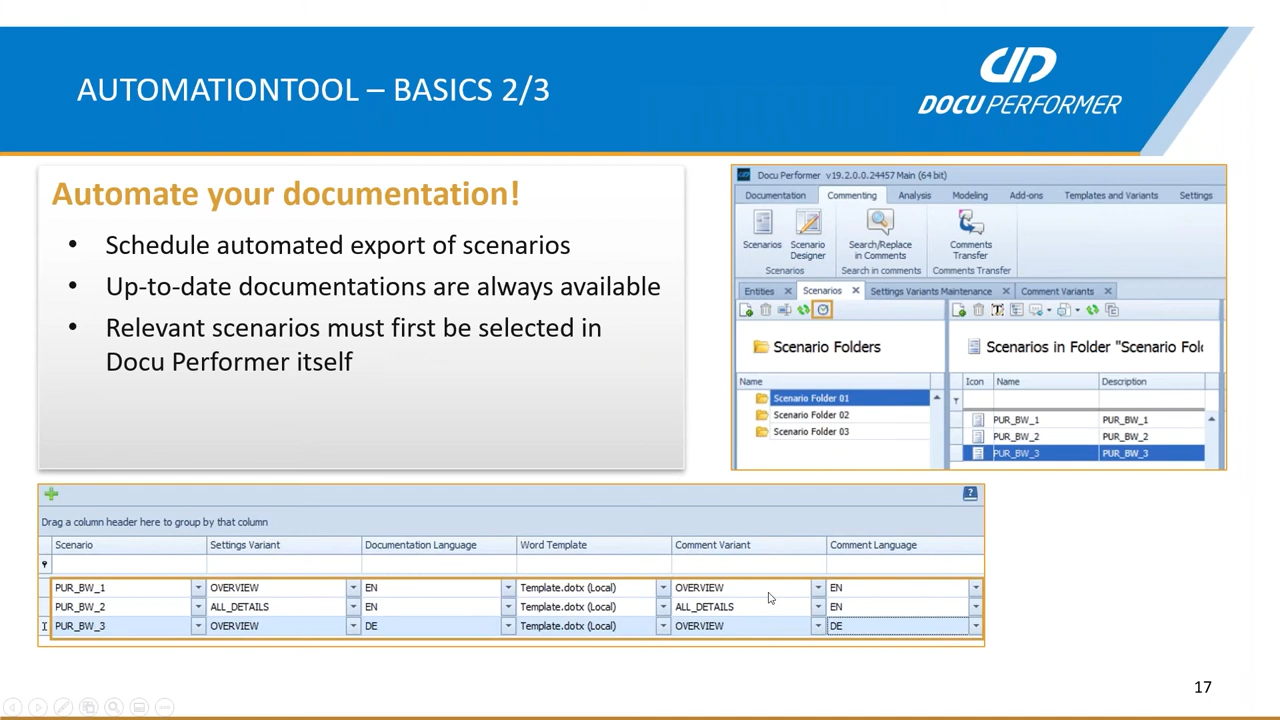 AUTOMATIONTOOL – BASICS 2/3
DOCU PERFORMER
Automate your documentation!
• Schedule automated export of scenarios
• Up-to-date documentations are always available
• Relevant scenarios must first be selected in
Docu Performer itself
Docu Performer v19.2.0.0.24457 Main (64 bit)
Documentation Commenting Analysis Modeling Add-ons Templates and Variants Settings
Scenarios Scenario Designer Search/Replace in Comments Comments Transfer
Scenarios Search in comments Comments Transfer
Entities Scenarios Settings Variants Maintenance Comment Variants
Scenario Folders Scenarios in Folder "Scenario Fold
Name Icon Name Description
Scenario Folder 01
Scenario Folder 02 PUR_BW_1 PUR_BW_1
Scenario Folder 03 PUR_BW_2 PUR_BW_2
PUR_BW_3 PUR_BW_3
Drag a column header here to group by that column
Scenario Settings Variant Documentation Language Word Template Comment Variant Comment Language
PUR_BW_1 OVERVIEW EN Template.dotx (Local) OVERVIEW EN
PUR_BW_2 ALL_DETAILS EN Template.dotx (Local) ALL_DETAILS EN
PUR_BW_3 OVERVIEW DE Template.dotx (Local) OVERVIEW DE
17